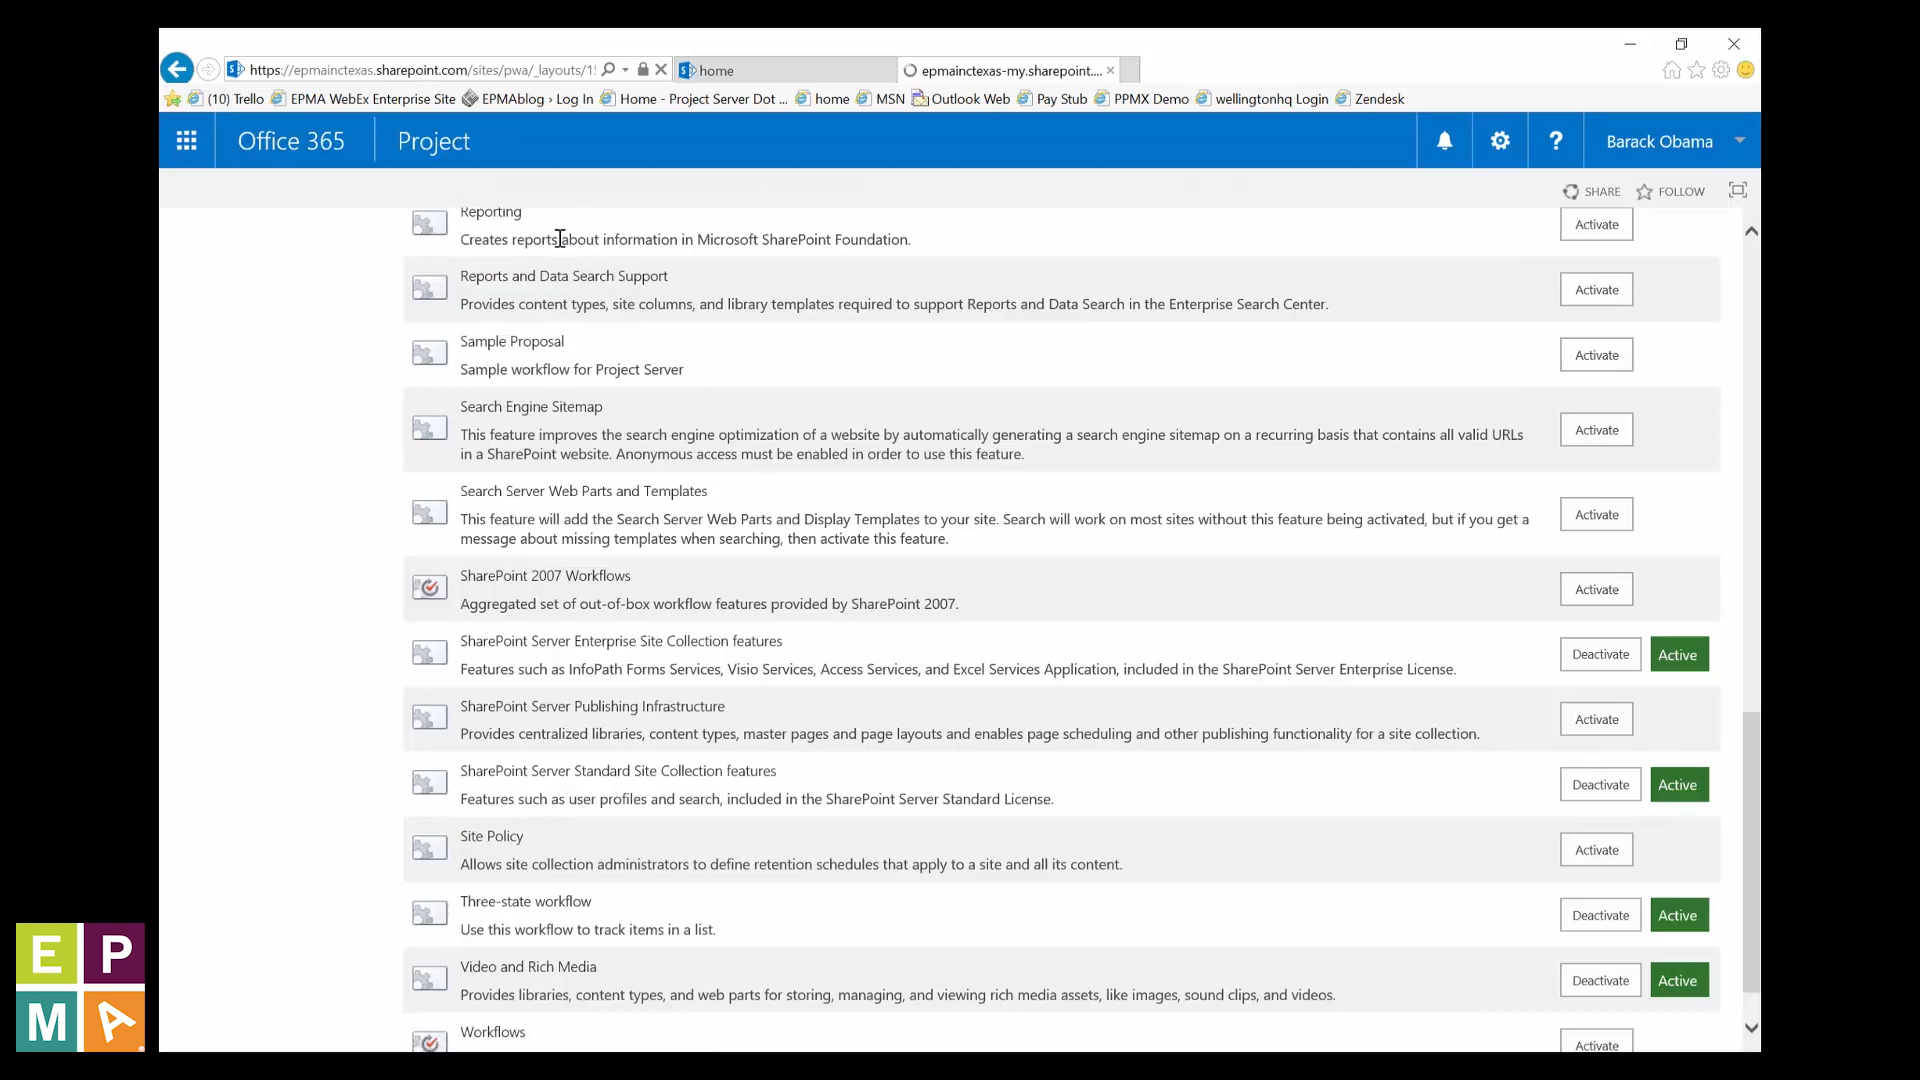 https://epmainctexas.sharepoint.com/sites/pwa/_layouts/1
home
epmainctexas-my.sharepoint....
(10) Trello
EPMA WebEx Enterprise Site
EPMAblog › Log In
Home - Project Server Dot ...
home
MSN
Outlook Web
Pay Stub
PPMX Demo
wellingtonhq Login
Zendesk
Office 365
Project
?
Barack Obama
SHARE
FOLLOW
Reporting
Creates reports about information in Microsoft SharePoint Foundation.
Activate
Reports and Data Search Support
Provides content types, site columns, and library templates required to support Reports and Data Search in the Enterprise Search Center.
Activate
Sample Proposal
Sample workflow for Project Server
Activate
Search Engine Sitemap
This feature improves the search engine optimization of a website by automatically generating a search engine sitemap on a recurring basis that contains all valid URLs
in a SharePoint website. Anonymous access must be enabled in order to use this feature.
Activate
Search Server Web Parts and Templates
This feature will add the Search Server Web Parts and Display Templates to your site. Search will work on most sites without this feature being activated, but if you get a
message about missing templates when searching, then activate this feature.
Activate
SharePoint 2007 Workflows
Aggregated set of out-of-box workflow features provided by SharePoint 2007.
Activate
SharePoint Server Enterprise Site Collection features
Features such as InfoPath Forms Services, Visio Services, Access Services, and Excel Services Application, included in the SharePoint Server Enterprise License.
Deactivate Active
SharePoint Server Publishing Infrastructure
Provides centralized libraries, content types, master pages and page layouts and enables page scheduling and other publishing functionality for a site collection.
Activate
SharePoint Server Standard Site Collection features
Features such as user profiles and search, included in the SharePoint Server Standard License.
Deactivate Active
Site Policy
Allows site collection administrators to define retention schedules that apply to a site and all its content.
Activate
Three-state workflow
Use this workflow to track items in a list.
Deactivate Active
Video and Rich Media
Provides libraries, content types, and web parts for storing, managing, and viewing rich media assets, like images, sound clips, and videos.
Deactivate Active
Workflows
Activate
E P
M A